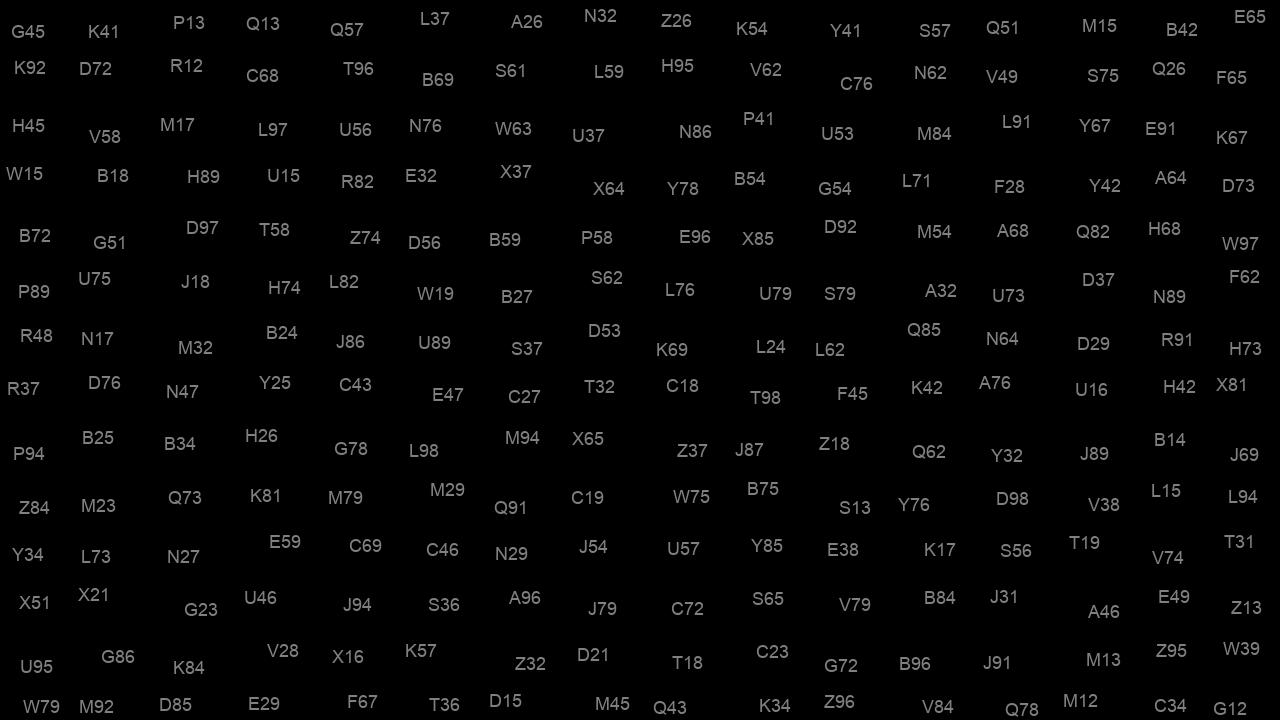 G45 K41 P13 Q13 Q57 L37 A26 N32 Z26 K54 Y41 S57 Q51 M15 B42 E65
K92 D72 R12 C68 T96 B69 S61 L59 H95 V62 C76 N62 V49 S75 Q26 F65
H45 V58 M17 L97 U56 N76 W63 U37 N86 P41 U53 M84 L91 Y67 E91 K67
W15 B18 H89 U15 R82 E32 X37 X64 Y78 B54 G54 L71 F28 Y42 A64 D73
B72 G51 D97 T58 Z74 D56 B59 P58 E96 X85 D92 M54 A68 Q82 H68 W97
P89 U75 J18 H74 L82 W19 B27 S62 L76 U79 S79 A32 U73 D37 N89 F62
R48 N17 M32 B24 J86 U89 S37 D53 K69 L24 L62 Q85 N64 D29 R91 H73
R37 D76 N47 Y25 C43 E47 C27 T32 C18 T98 F45 K42 A76 U16 H42 X81
P94 B25 B34 H26 G78 L98 M94 X65 Z37 J87 Z18 Q62 Y32 J89 B14 J69
Z84 M23 Q73 K81 M79 M29 Q91 C19 W75 B75 S13 Y76 D98 V38 L15 L94
Y34 L73 N27 E59 C69 C46 N29 J54 U57 Y85 E38 K17 S56 T19 V74 T31
X51 X21 G23 U46 J94 S36 A96 J79 C72 S65 V79 B84 J31 A46 E49 Z13
U95 G86 K84 V28 X16 K57 Z32 D21 T18 C23 G72 B96 J91 M13 Z95 W39
W79 M92 D85 E29 F67 T36 D15 M45 Q43 K34 Z96 V84 Q78 M12 C34 G12